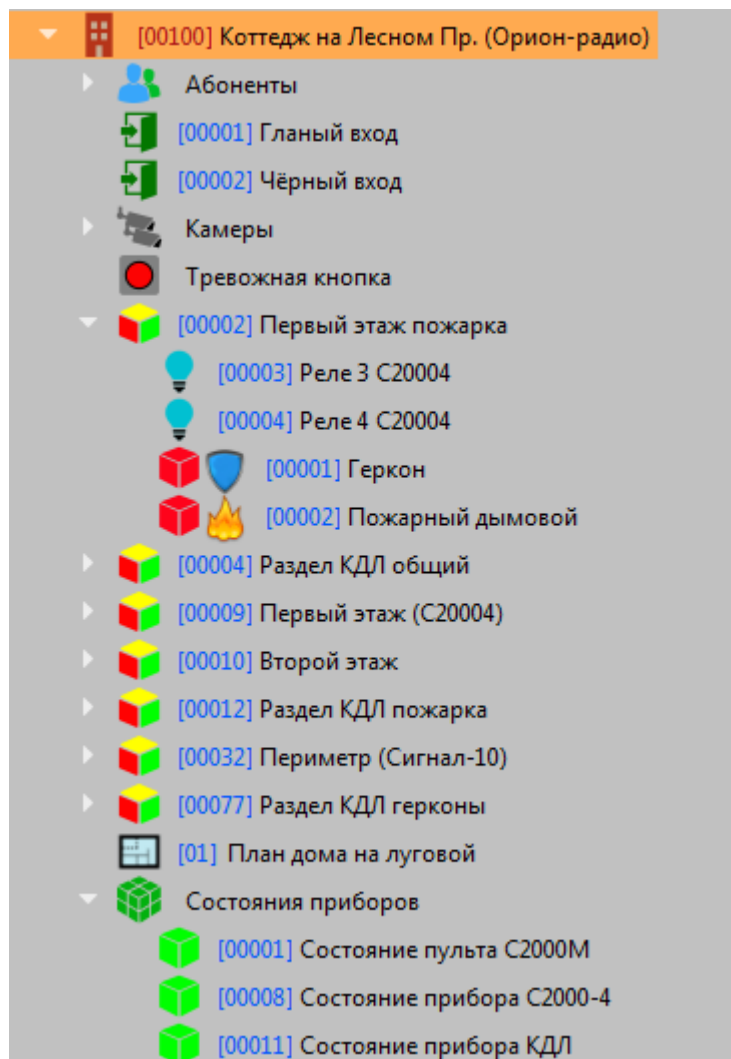 [00100] Коттедж на Лесном Пр. (Орион-радио)
Абоненты
[00001] Гланый вход
[00002] Чёрный вход
Камеры
Тревожная кнопка
[00002] Первый этаж пожарка
[00003] Реле 3 С20004
[00004] Реле 4 С20004
[00001] Геркон
[00002] Пожарный дымовой
[00004] Раздел КДЛ общий
[00009] Первый этаж (С20004)
[00010] Второй этаж
[00012] Раздел КДЛ пожарка
[00032] Периметр (Сигнал-10)
[00077] Раздел КДЛ герконы
[01] План дома на луговой
Состояния приборов
[00001] Состояние пульта С2000М
[00008] Состояние прибора С2000-4
[00011] Состояние прибора КДЛ